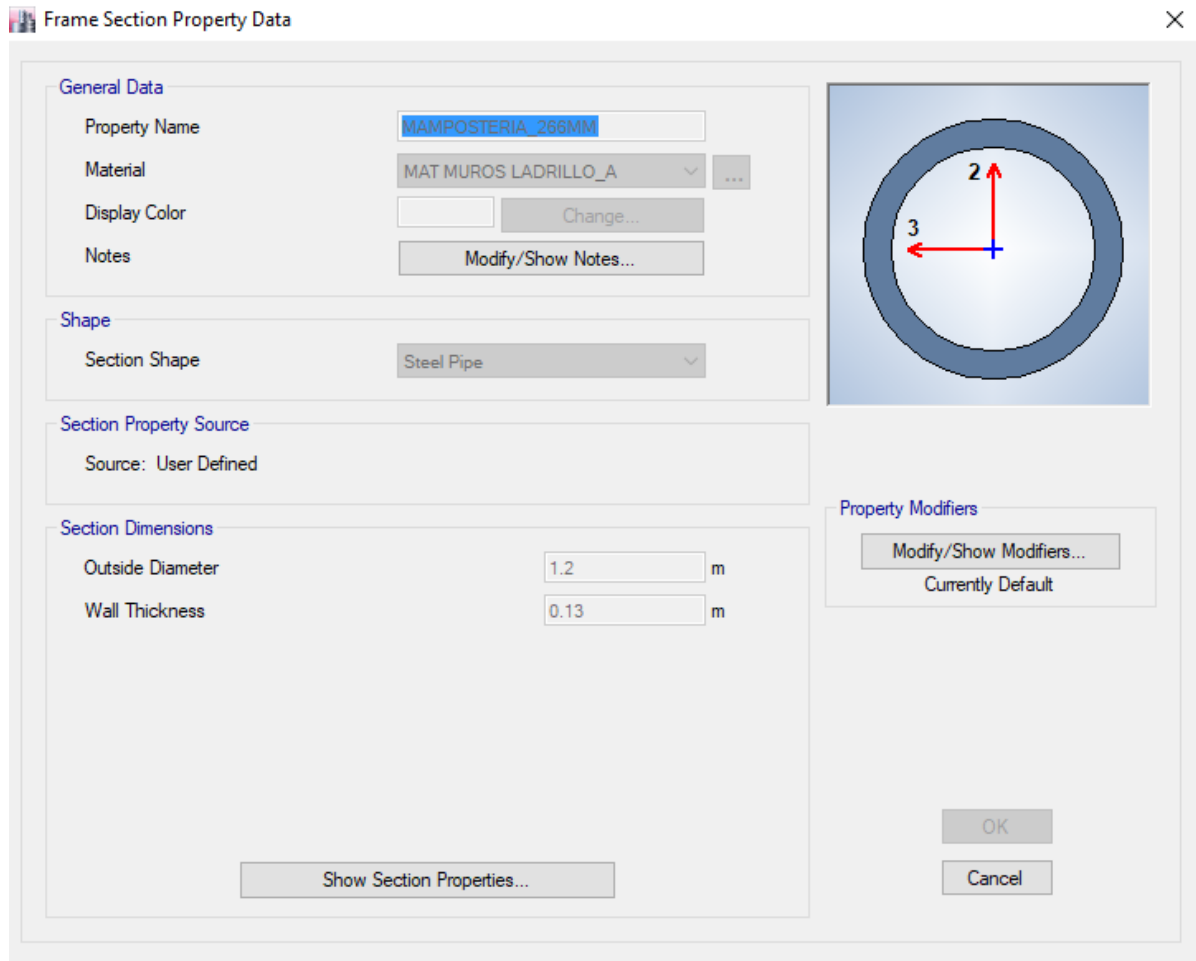 Frame Section Property Data
General Data
Property Name MAMPOSTERIA_266MM
Material MAT MUROS LADRILLO_A ...
Display Color Change...
Notes Modify/Show Notes...
Shape
Section Shape Steel Pipe
Section Property Source
Source: User Defined
Section Dimensions
Outside Diameter 1.2 m
Wall Thickness 0.13 m
Show Section Properties...
2
3
Property Modifiers
Modify/Show Modifiers...
Currently Default
OK
Cancel